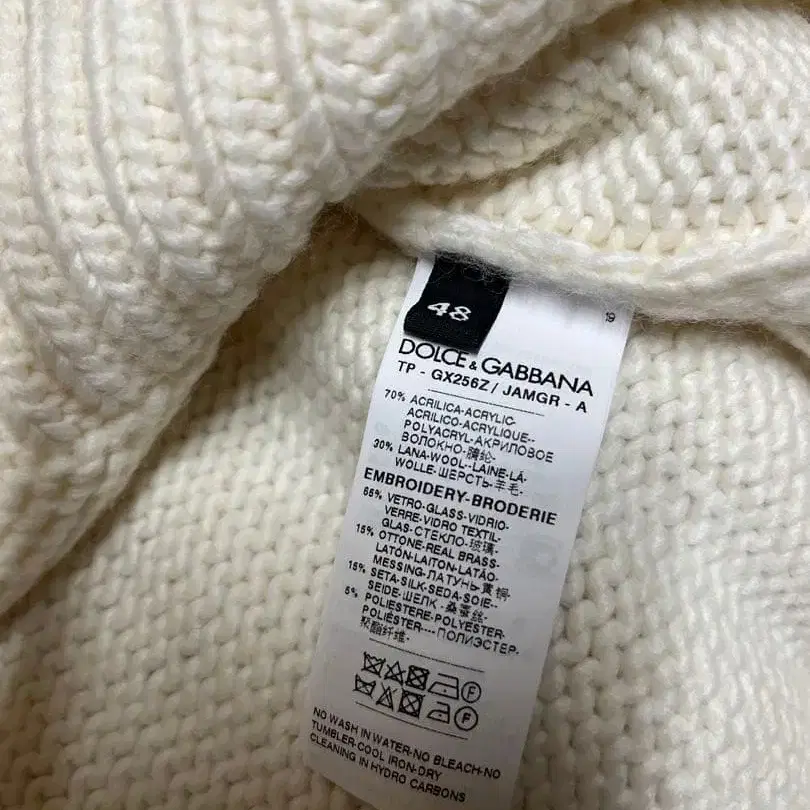 48
19
DOLCE & GABBANA
TP - GX256Z / JAMGR - A
70% ACRILICA-ACRYLIC-
ACRILICO-ACRYLIQUE--
POLYACRYL-АКРИЛОВОЕ
ВОЛОКНО-腈纶-
30% LANA-WOOL--LAINE-LÃ-
WOLLE-ШЕРСТЬ-羊毛-
EMBROIDERY-BRODERIE
65% VETRO-GLASS-VIDRIO-
VERRE-VIDRO TEXTIL-
GLAS-СТЕКЛО-玻璃-
15% OTTONE-REAL BRASS-
LATÓN-LAITON-LATÃO-
MESSING-ЛАТУНЬ-黄铜-
15% SETA-SILK-SEDA-SOIE--
SEIDE-ШЕЛК -桑蚕丝-
5% POLIESTERE-POLYESTER-
POLIÉSTER----ПОЛИЭСТЕР-
聚酯纤维-
F
F
NO WASH IN WATER-NO BLEACH-NO
TUMBLER-COOL IRON-DRY
CLEANING IN HYDRO CARBONS